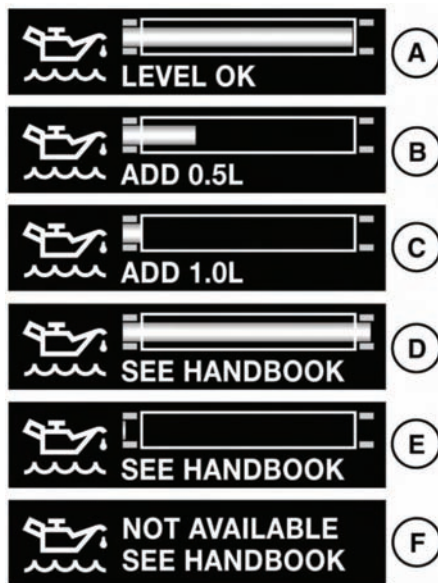 LEVEL OK
A
ADD 0.5L
B
ADD 1.0L
C
SEE HANDBOOK
D
SEE HANDBOOK
E
NOT AVAILABLE
SEE HANDBOOK
F